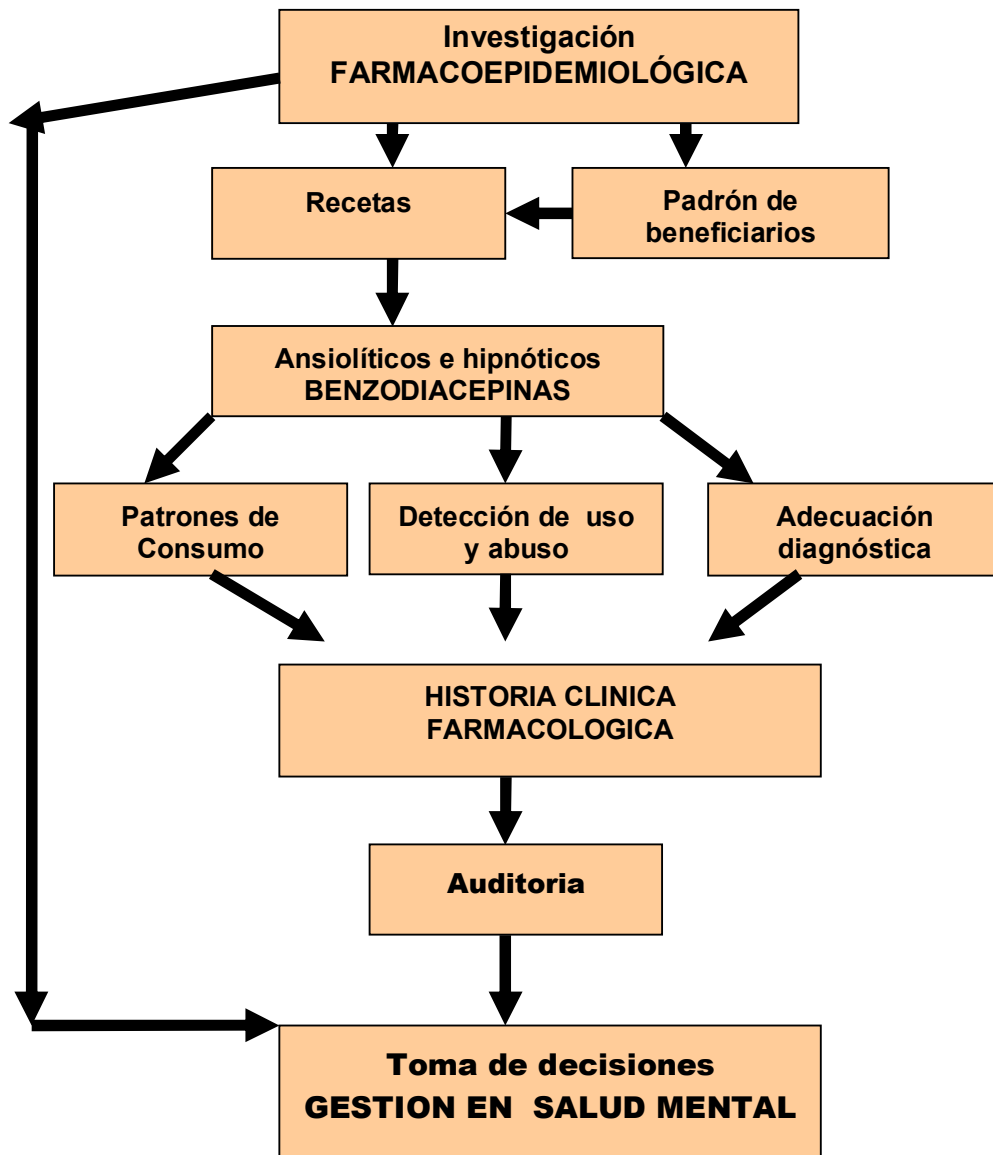 Investigación
FARMACOEPIDEMIOLÓGICA
Recetas
Padrón de
beneficiarios
Ansiolíticos e hipnóticos
BENZODIACEPINAS
Patrones de
Consumo
Detección de uso
y abuso
Adecuación
diagnóstica
HISTORIA CLINICA
FARMACOLOGICA
Auditoria
Toma de decisiones
GESTION EN SALUD MENTAL